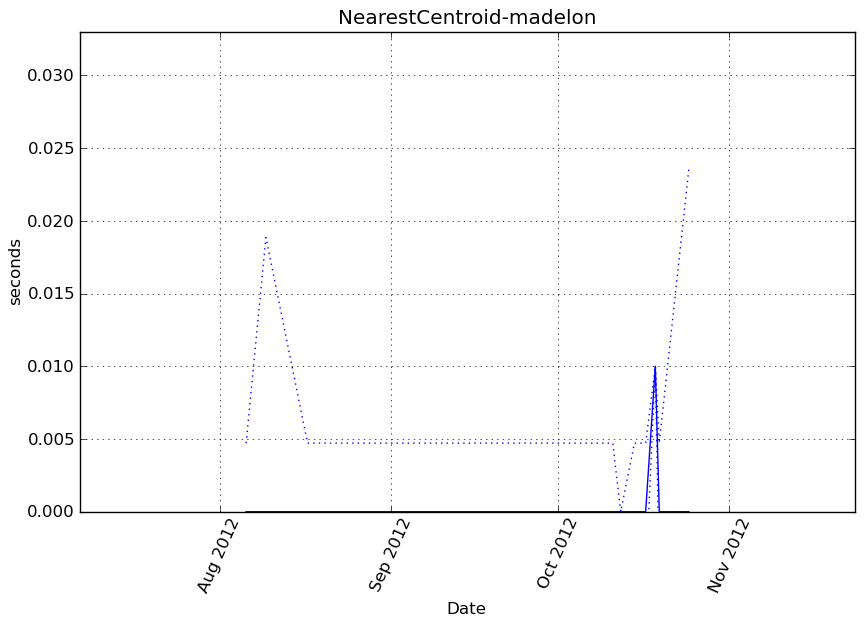 NearestCentroid-madelon
0.030
0.025
0.020
0.015
0.010
0.005
0.000
seconds
Aug 2012
Sep 2012
Oct 2012
Nov 2012
Date